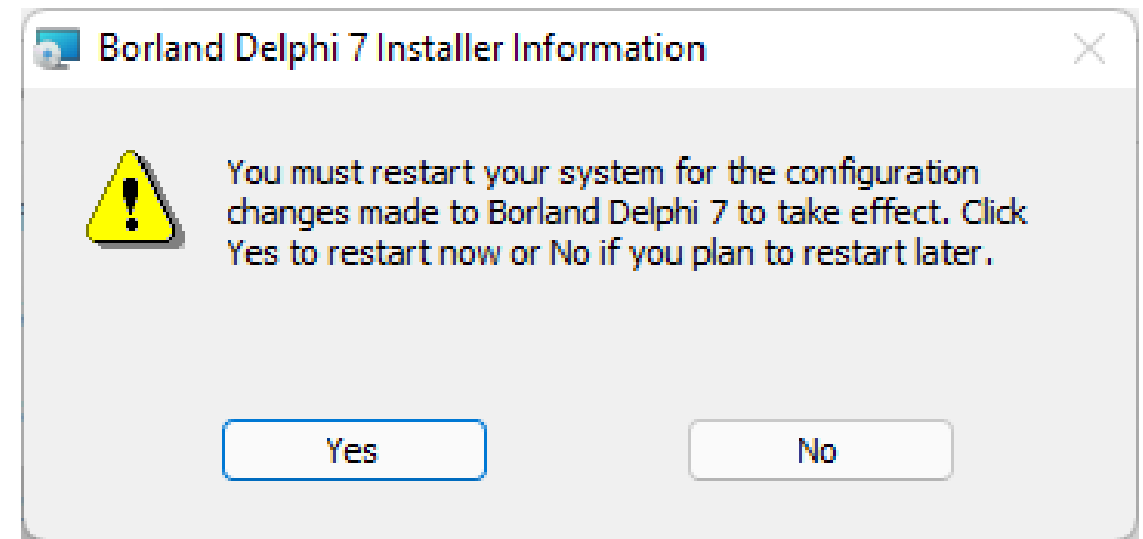 Borland Delphi 7 Installer Information
You must restart your system for the configuration
changes made to Borland Delphi 7 to take effect. Click
Yes to restart now or No if you plan to restart later.
Yes
No